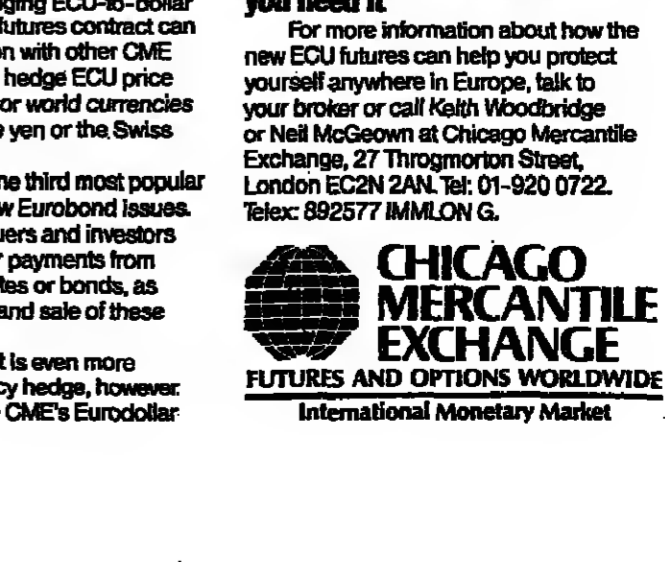 ging ECU-to-dollar
futures contract can
n with other CME
hedge ECU price
or world currencies
yen or the Swiss
ne third most popular
w Eurobond issues.
uers and investors
payments from
tes or bonds, as
and sale of these
t is even more
cy hedge, however.
CME's Eurodollar
you need it
For more information about how the
new ECU futures can help you protect
yourself anywhere in Europe, talk to
your broker or call Keith Woodbridge
or Neil McGeown at Chicago Mercantile
Exchange, 27 Throgmorton Street,
London EC2N 2AN. Tel: 01-920 0722.
Telex: 892577 IMMLON G.
CHICAGO
MERCANTILE
EXCHANGE
FUTURES AND OPTIONS WORLDWIDE
International Monetary Market